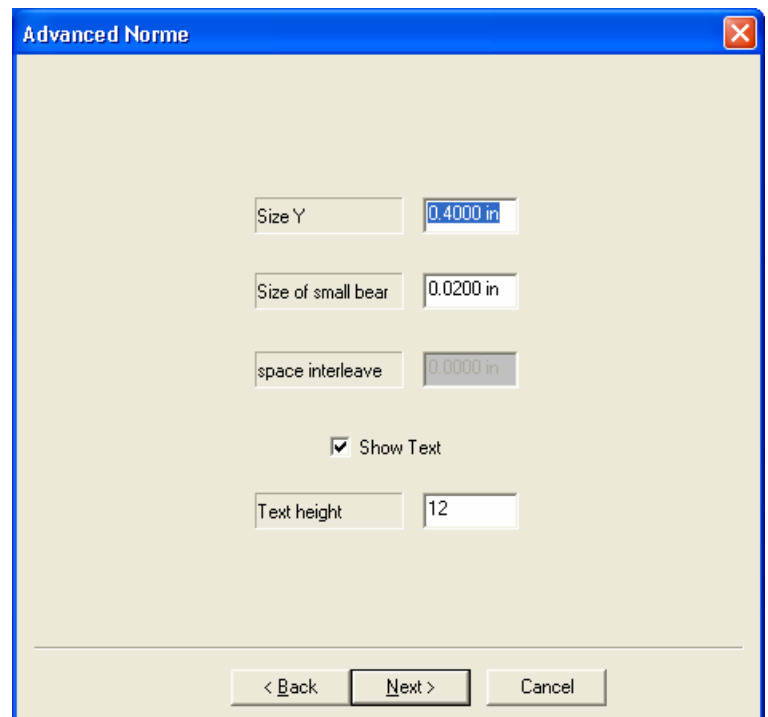 Advanced Norme
Size Y 0.4000 in
Size of small bear 0.0200 in
space interleave 0.0000 in
Show Text
Text height 12
< Back Next > Cancel